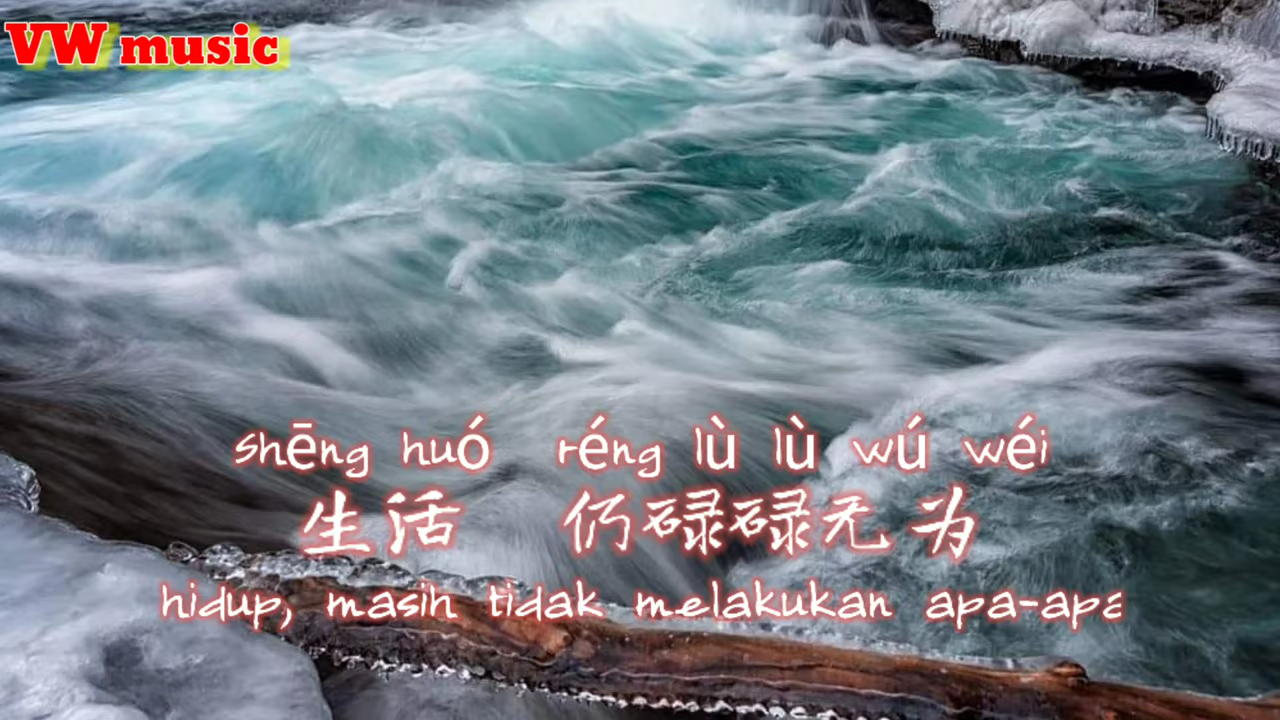 VW music
shēng huó réng lù lù wú wéi
生活 仍碌碌无为
hidup, masih tidak melakukan apa-apa